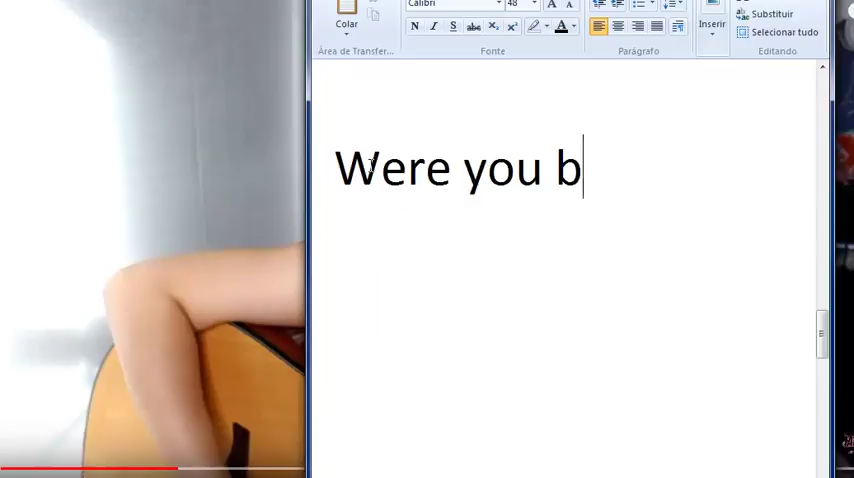 Calibri 48
Colar
Substituir
Selecionar tudo
Inserir
N I S abc X₂ X² A
Área de Transfer... Fonte Parágrafo Editando
Were you b